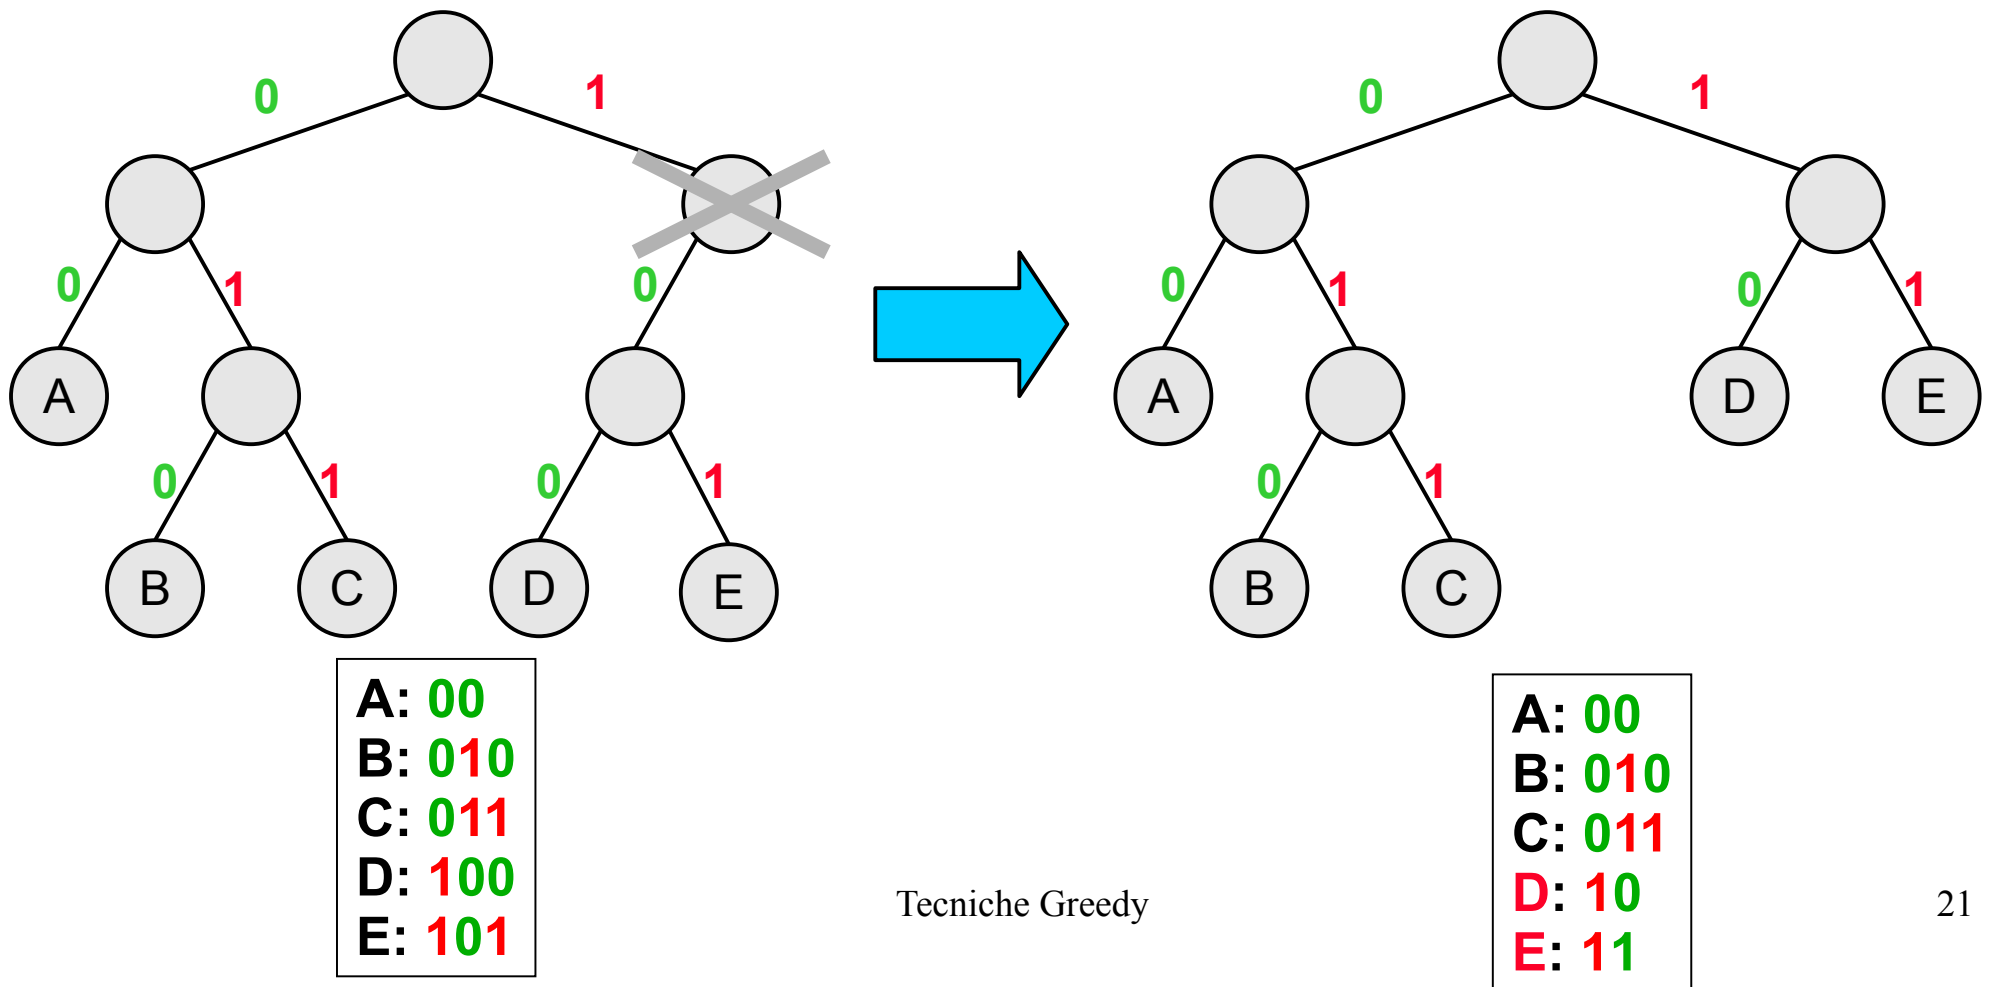 0 1 0 1
0 1 0 0 1 0 1
A A D E
0 1 0 1 0 1
B C D E B C
A: 00
B: 010
C: 011
D: 100
E: 101
A: 00
B: 010
C: 011
D: 10
E: 11
Tecniche Greedy 21